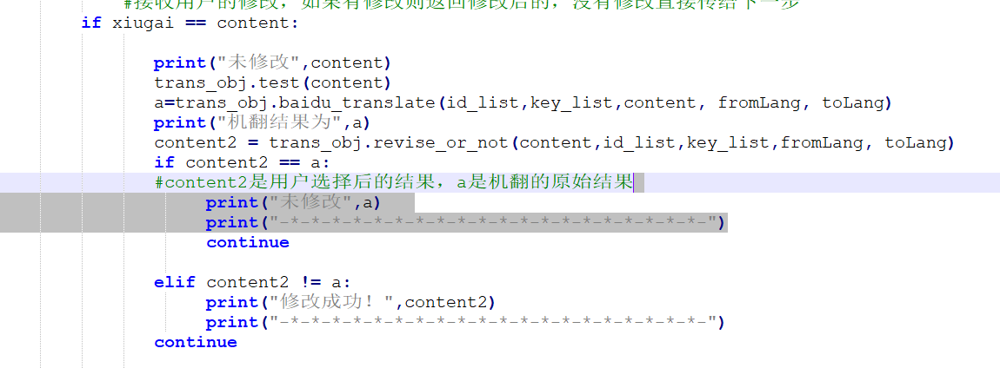 #接收用户的修改，如果有修改则返回修改后的，没有修改直接传给下一步
if xiugai == content:
print("未修改",content)
trans_obj.test(content)
a=trans_obj.baidu_translate(id_list,key_list,content, fromLang, toLang)
print("机翻结果为",a)
content2 = trans_obj.revise_or_not(content,id_list,key_list,fromLang, toLang)
if content2 == a:
#content2是用户选择后的结果，a是机翻的原始结果
print("未修改",a)
print("-*-*-*-*-*-*-*-*-*-*-*-*-*-*-*-*-*-*-*-*-")
continue
elif content2 != a:
print("修改成功！",content2)
print("-*-*-*-*-*-*-*-*-*-*-*-*-*-*-*-*-*-*-*-*-")
continue